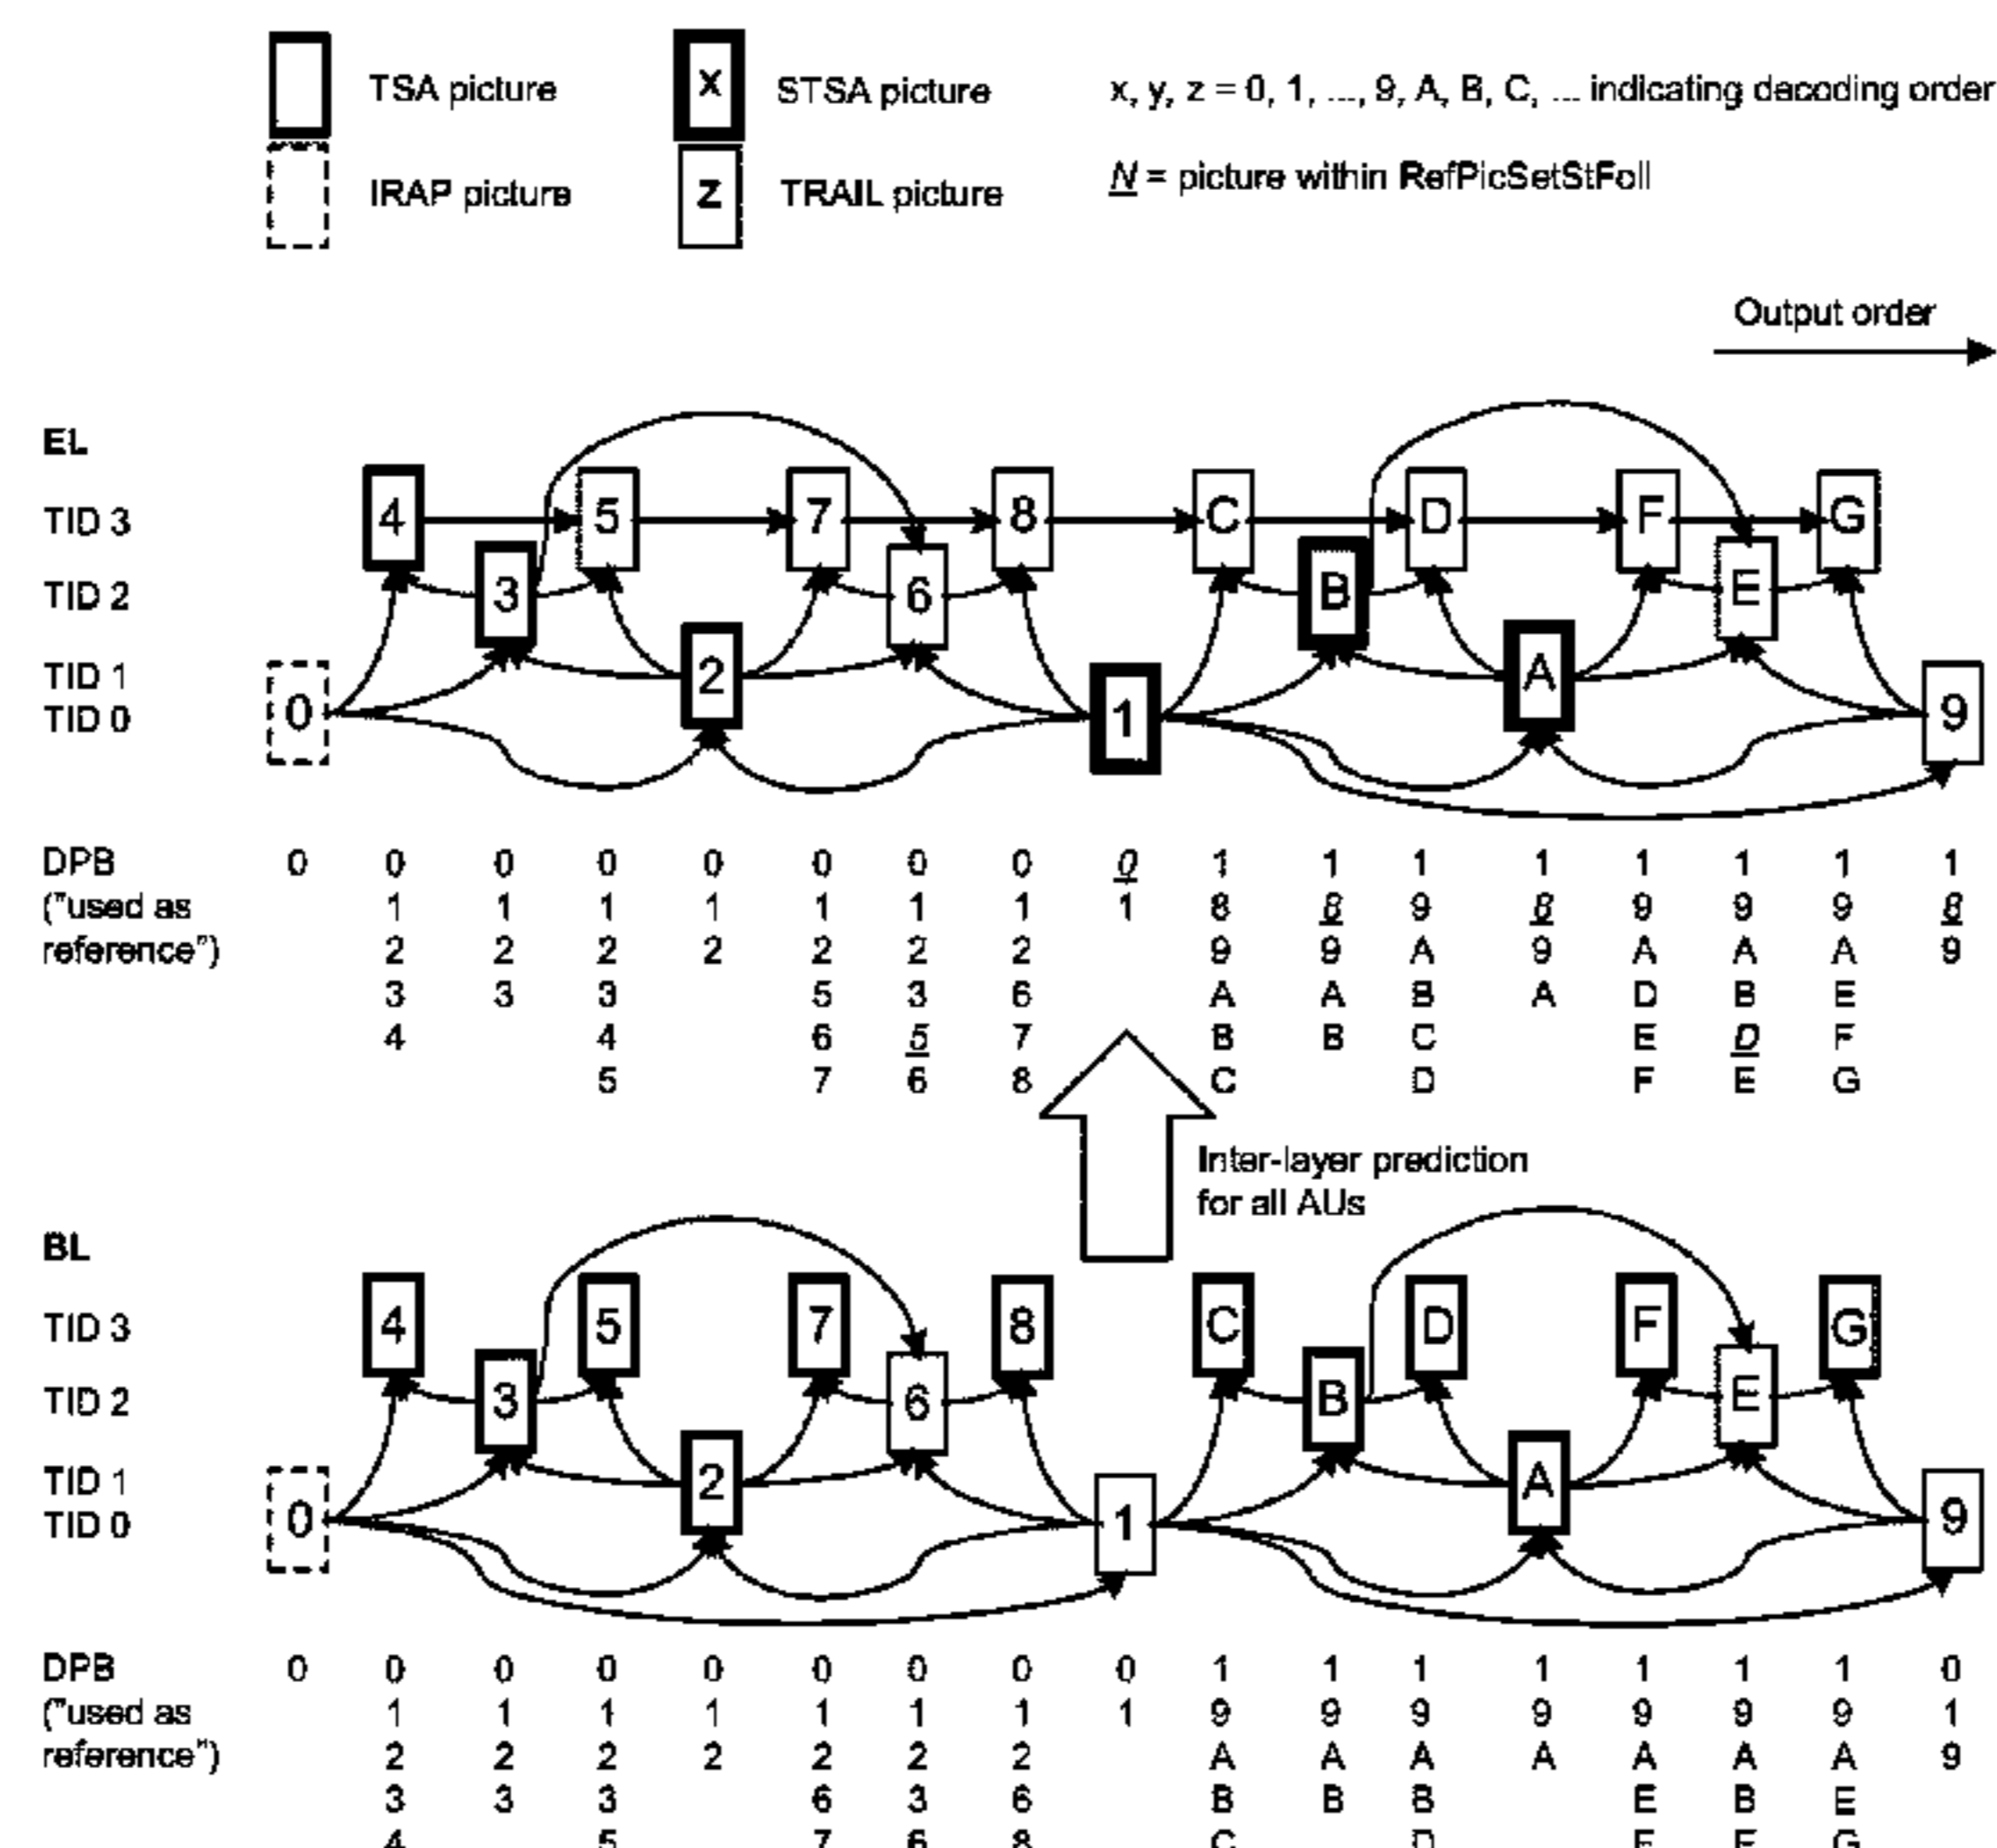 TSA picture
X
STSA picture
x, y, z = 0, 1, ..., 9, A, B, C, ... indicating decoding order
IRAP picture
Z
TRAIL picture
N = picture within RefPicSetStFoll
Output order
EL
TID 3
4 5 7 8 C D F G
TID 2
3 6 B E
TID 1
2 A
TID 0
0 1 9
DPB 0 0 0 0 0 0 0 0 0 1 1 1 1 1 1 1 1
("used as 1 1 1 1 1 1 1 1 8 8 9 8 9 9 9 8
reference") 2 2 2 2 2 2 2 9 9 A 9 A A A 9
3 3 3 5 3 6 A A B A D B E
4 4 6 5 7 B B C E D F
5 7 6 8 C D F E G
Inter-layer prediction
for all AUs
BL
TID 3
4 5 7 8 C D F G
TID 2
3 6 B E
TID 1
2 A
TID 0
0 1 9
DPB 0 0 0 0 0 0 0 0 0 1 1 1 1 1 1 1 0
("used as 1 1 1 1 1 1 1 1 9 9 9 9 9 9 9 1
reference") 2 2 2 2 2 2 2 A A A A A A A 9
3 3 3 6 3 6 B B B E B E
4 5 7 6 8